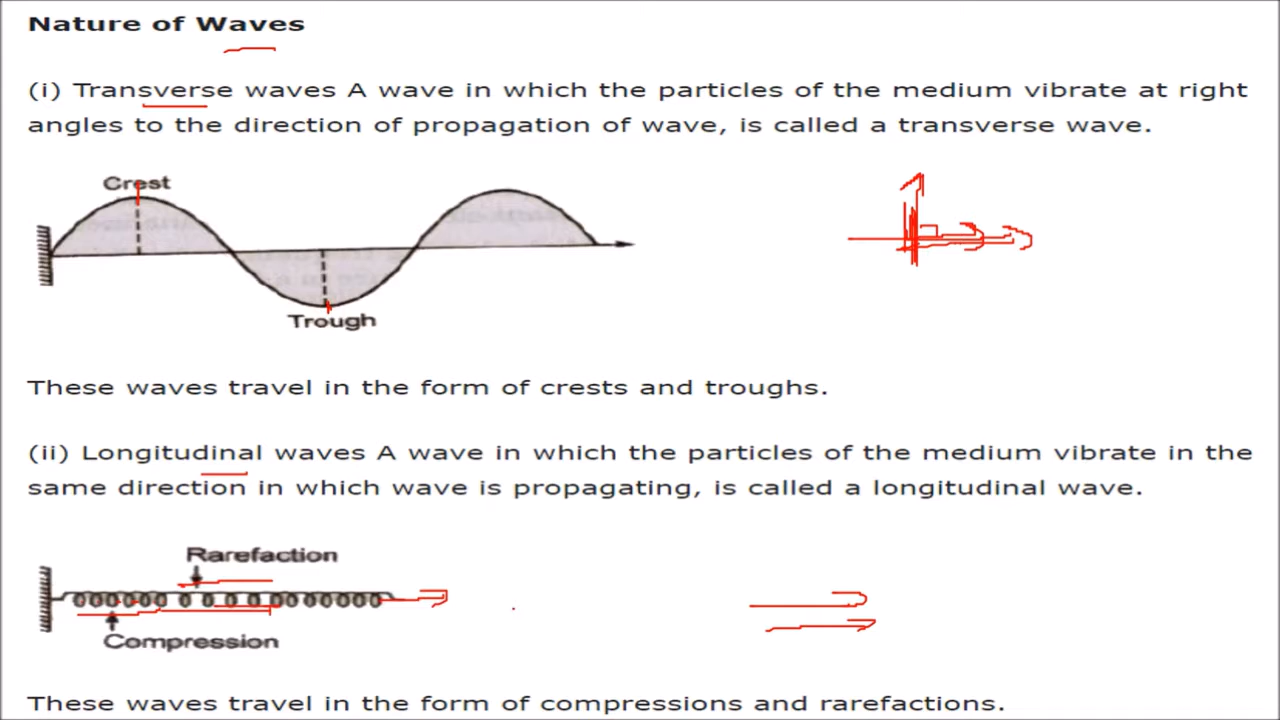 Nature of Waves
(i) Transverse waves A wave in which the particles of the medium vibrate at right
angles to the direction of propagation of wave, is called a transverse wave.
Crest
Trough
These waves travel in the form of crests and troughs.
(ii) Longitudinal waves A wave in which the particles of the medium vibrate in the
same direction in which wave is propagating, is called a longitudinal wave.
Rarefaction
Compression
These waves travel in the form of compressions and rarefactions.